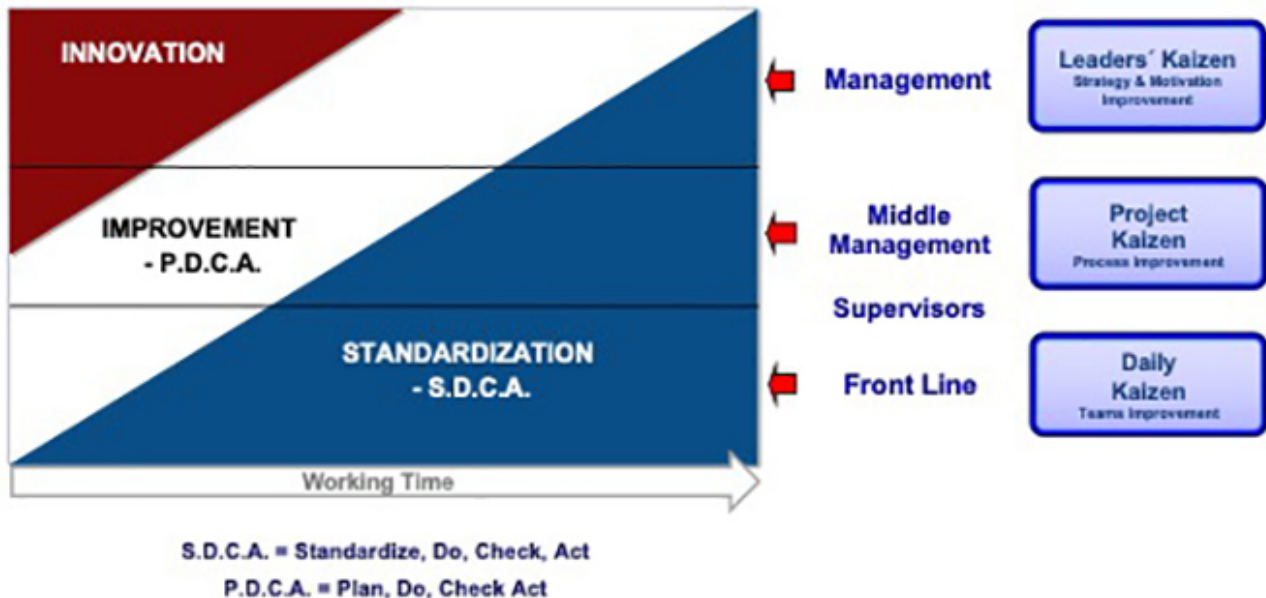 INNOVATION
IMPROVEMENT
- P.D.C.A.
STANDARDIZATION
- S.D.C.A.
Working Time
Management
Middle
Management
Supervisors
Front Line
Leaders´ Kaizen
Strategy & Motivation
Improvement
Project
Kaizen
Process Improvement
Daily
Kaizen
Teams Improvement
S.D.C.A. = Standardize, Do, Check, Act
P.D.C.A. = Plan, Do, Check Act